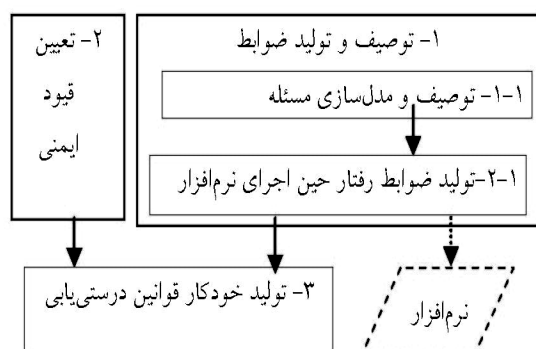 ۱- توصیف و تولید ضوابط
۱-۱- توصیف و مدل‌سازی مسئله
۲-۱-تولید ضوابط رفتار حین اجرای نرم‌افزار
۲- تعیین
قیود
ایمنی
۳- تولید خودکار قوانین درستی‌یابی
نرم‌افزار